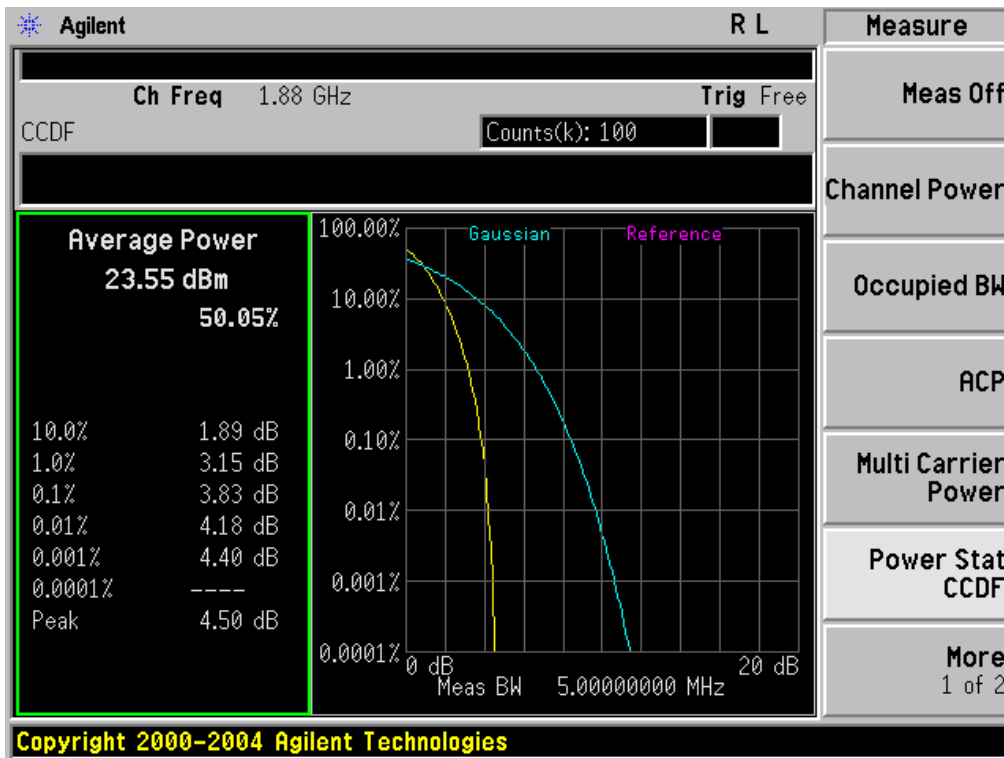 Agilent R L Measure
Ch Freq 1.88 GHz Trig Free
CCDF Counts(k): 100
Meas Off
Channel Power
Occupied BW
ACP
Multi Carrier
Power
Power Stat
CCDF
More
1 of 2
Average Power
23.55 dBm
50.05%
10.0% 1.89 dB
1.0% 3.15 dB
0.1% 3.83 dB
0.01% 4.18 dB
0.001% 4.40 dB
0.0001% ----
Peak 4.50 dB
Gaussian Reference
100.00%
10.00%
1.00%
0.10%
0.01%
0.001%
0.0001%
0 dB 20 dB
Meas BW 5.00000000 MHz
Copyright 2000-2004 Agilent Technologies